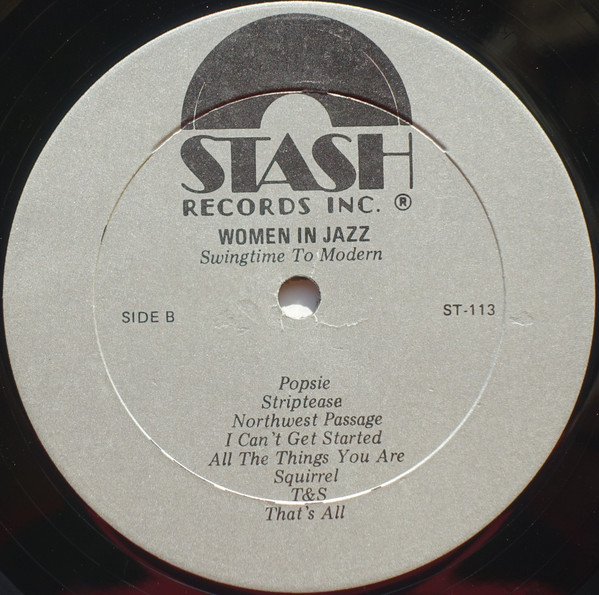 STASH
RECORDS INC. ®
WOMEN IN JAZZ
Swingtime To Modern
SIDE B
ST-113
Popsie
Striptease
Northwest Passage
I Can't Get Started
All The Things You Are
Squirrel
T&S
That's All